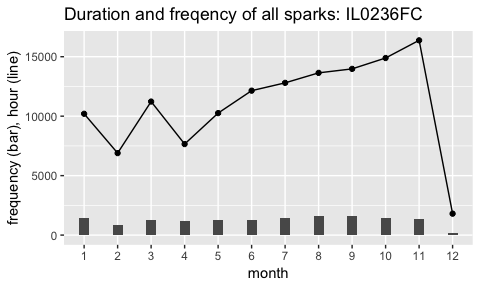 Duration and freqency of all sparks: IL0236FC
frequency (bar), hour (line)
15000
10000
5000
0
1 2 3 4 5 6 7 8 9 10 11 12
month